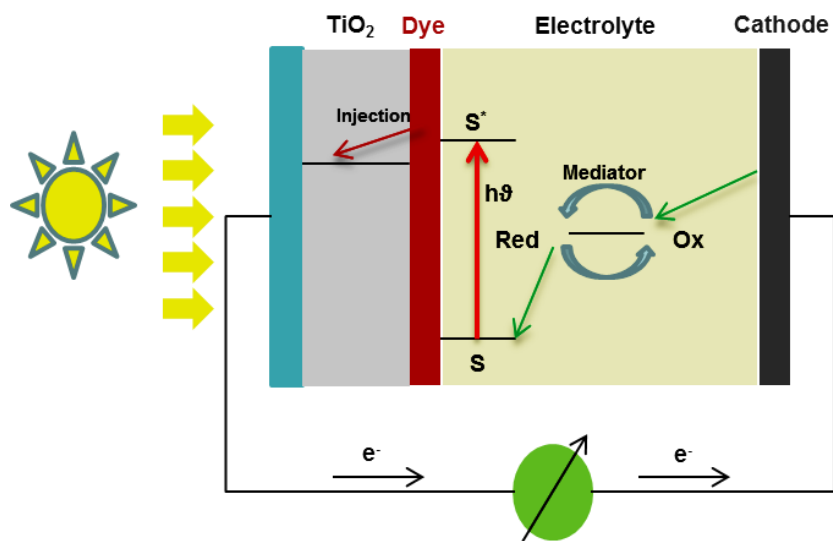 TiO₂ Dye Electrolyte Cathode
Injection
S*
Mediator
hϑ
Red Ox
S
e⁻ e⁻